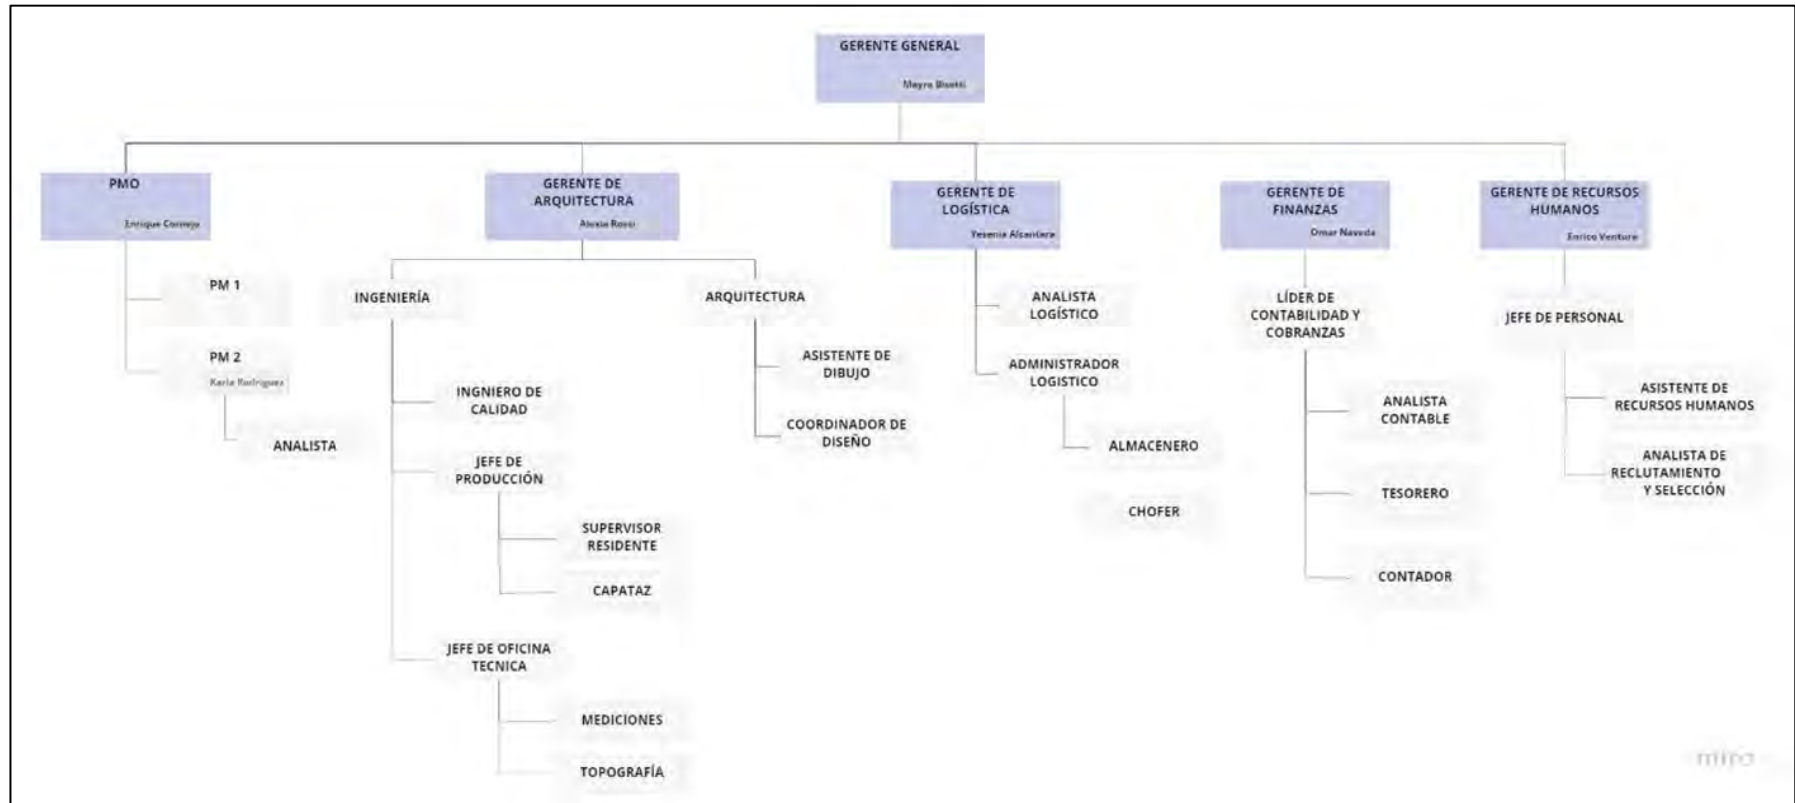 GERENTE GENERAL
PMO
GERENTE DE
ARQUITECTURA
Alexia Rossi
GERENTE DE
LOGÍSTICA
Yesenia Alcantara
GERENTE DE
FINANZAS
Omar Naveda
GERENTE DE RECURSOS
HUMANOS
Enrico Venturo
PM 1
PM 2
Karla Rodriguez
ANALISTA
INGENIERÍA
INGNIERO DE
CALIDAD
JEFE DE
PRODUCCIÓN
SUPERVISOR
RESIDENTE
CAPATAZ
JEFE DE OFICINA
TECNICA
MEDICIONES
TOPOGRAFÍA
ARQUITECTURA
ASISTENTE DE
DIBUJO
COORDINADOR DE
DISEÑO
ANALISTA
LOGÍSTICO
ADMINISTRADOR
LOGISTICO
ALMACENERO
CHOFER
LÍDER DE
CONTABILIDAD Y
COBRANZAS
ANALISTA
CONTABLE
TESORERO
CONTADOR
JEFE DE PERSONAL
ASISTENTE DE
RECURSOS HUMANOS
ANALISTA DE
RECLUTAMIENTO
Y SELECCIÓN
miro